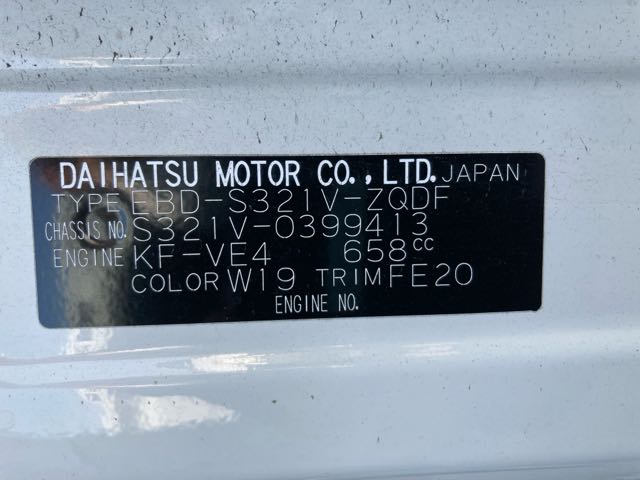 DAIHATSU MOTOR CO.,LTD. JAPAN
TYPE EBD-S321V-ZQDF
CHASSIS NO. S321V-0399413
ENGINE KF-VE4 658cc
COLOR W19 TRIM FE20
ENGINE NO.